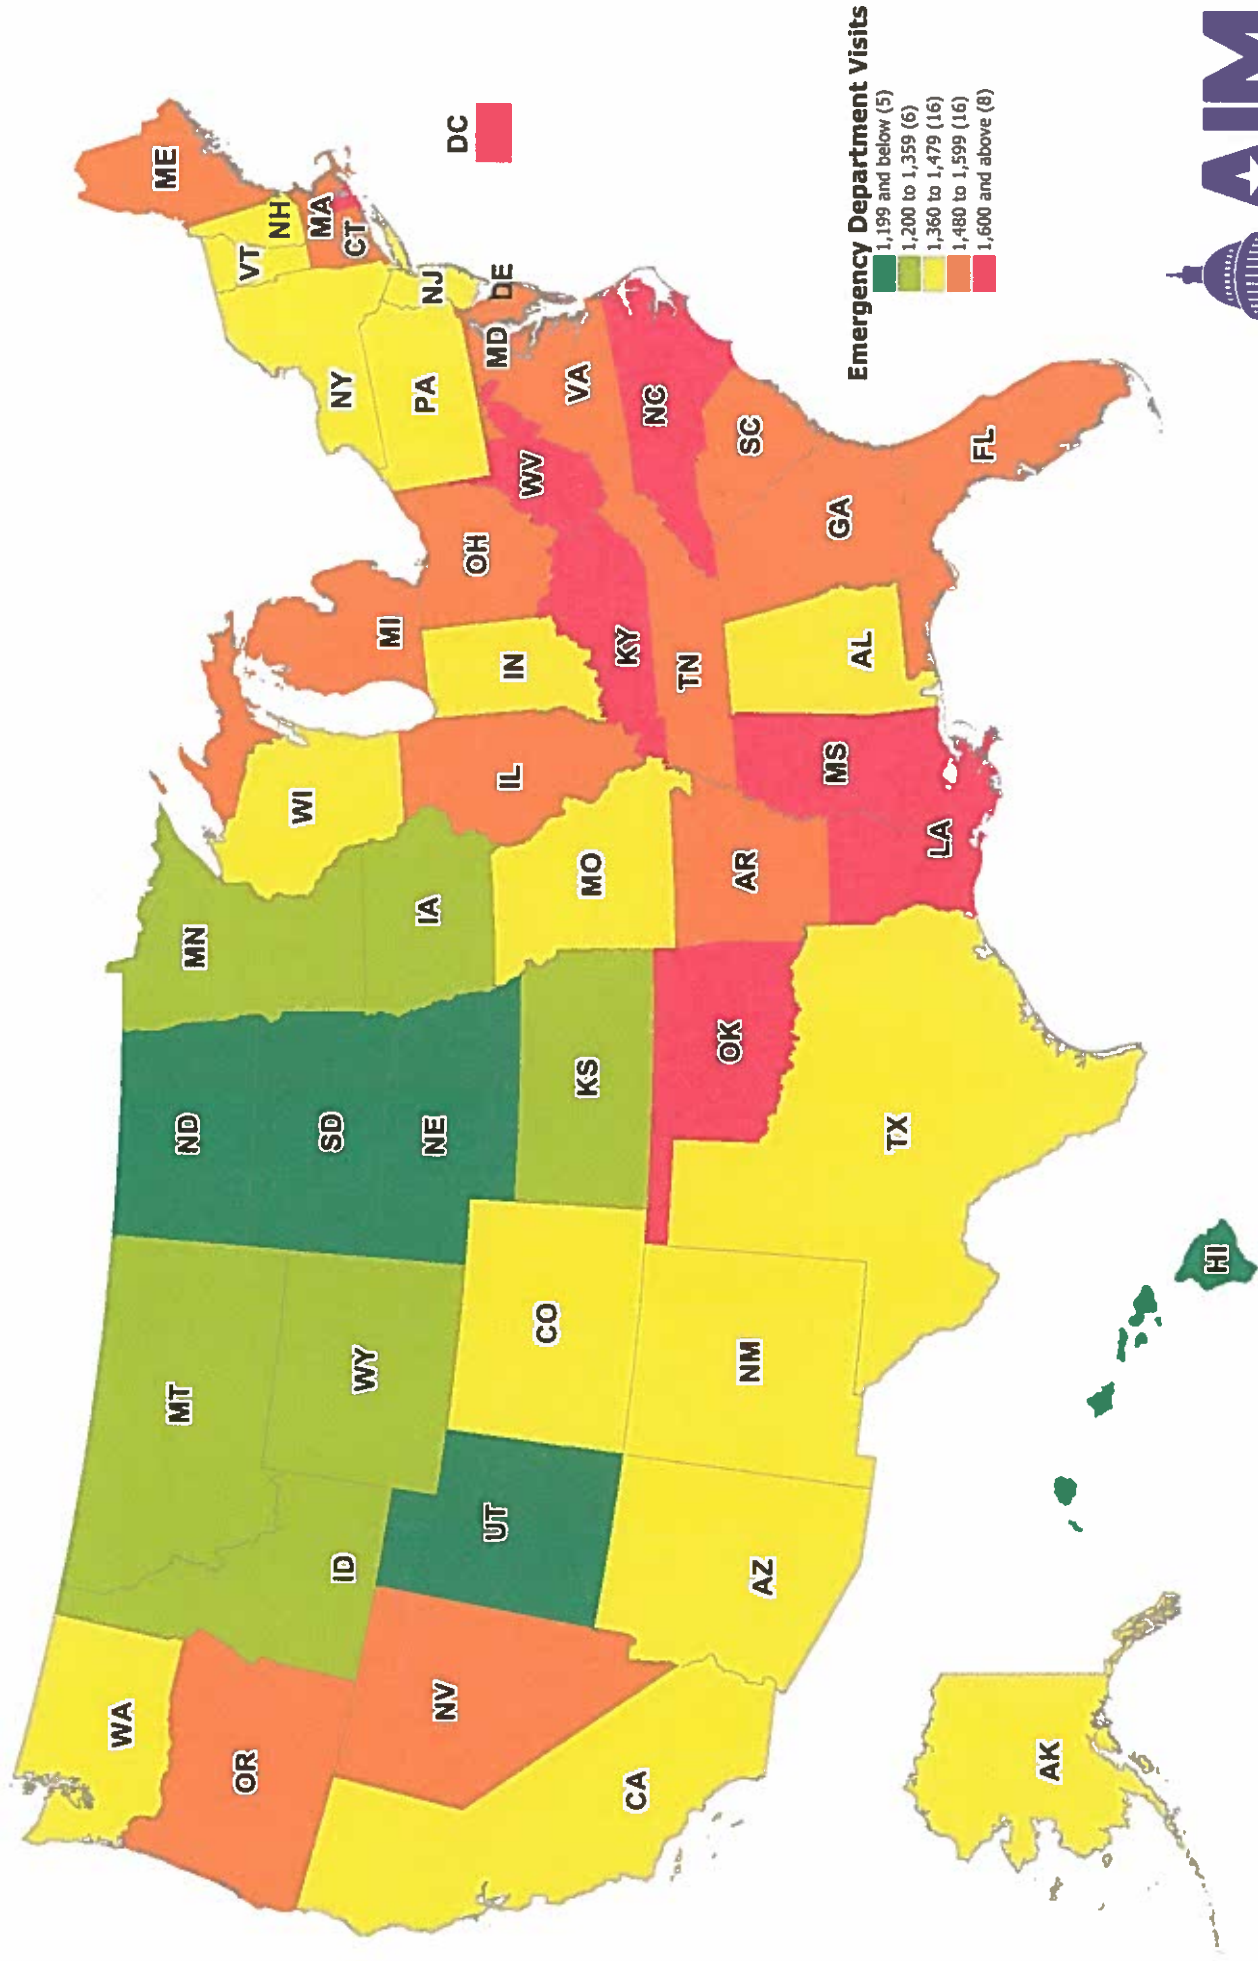 WA
OR
CA
NV
ID
MT
WY
UT
AZ
CO
NM
ND
SD
NE
KS
OK
TX
MN
IA
MO
AR
LA
WI
IL
MS
MI
IN
KY
TN
AL
OH
WV
GA
FL
SC
NC
VA
MD
DE
PA
NJ
NY
CT
MA
VT
NH
ME
DC
AK
HI
Emergency Department Visits
1,199 and below (5)
1,200 to 1,359 (6)
1,360 to 1,479 (16)
1,480 to 1,599 (16)
1,600 and above (8)
AIM